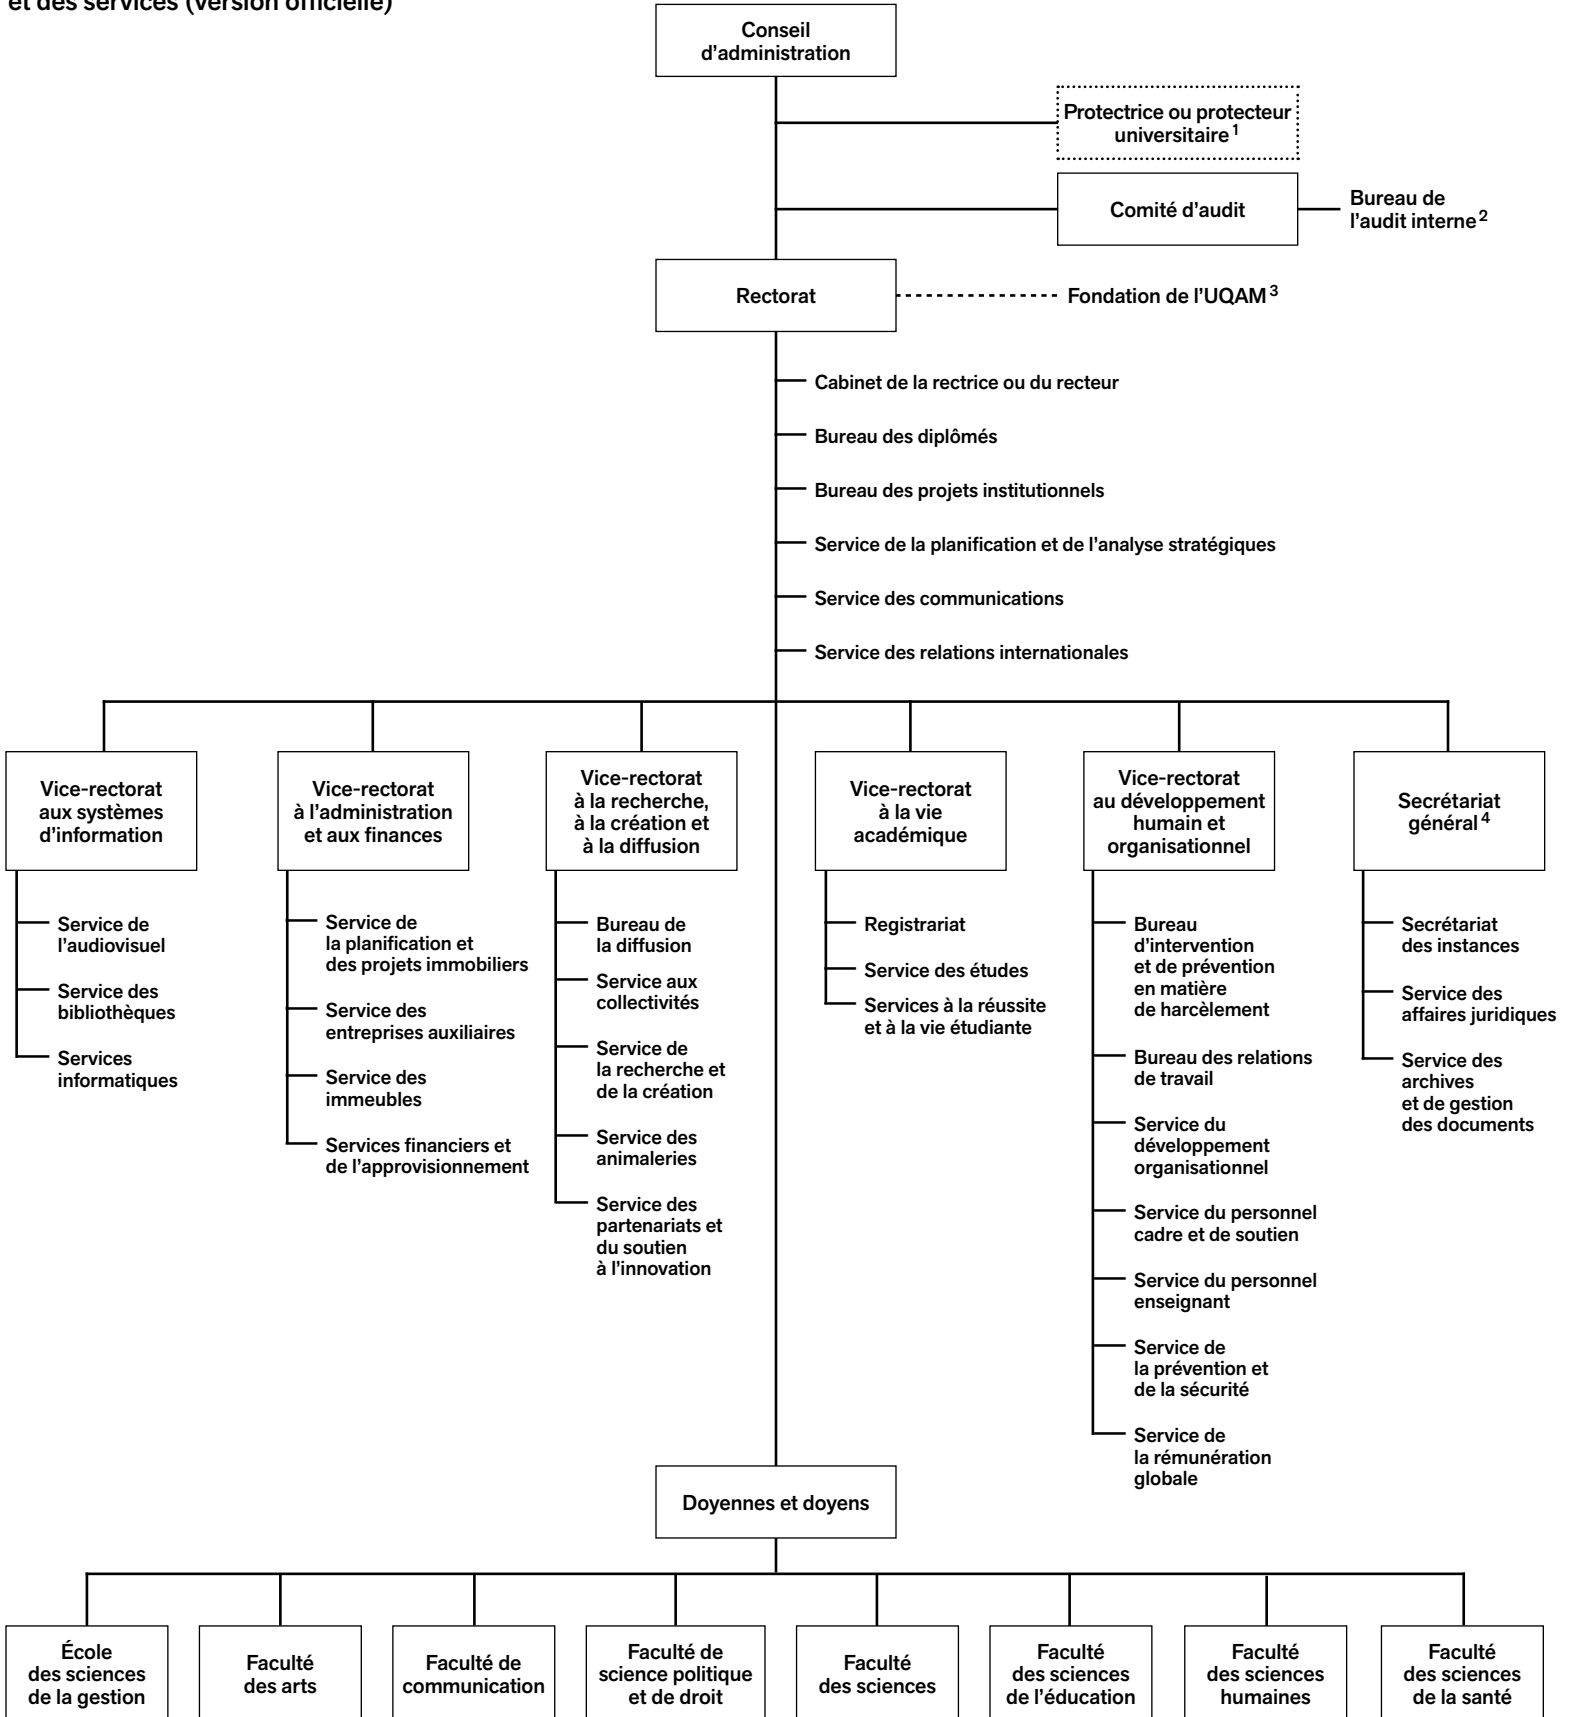 et des services (version officielle)
Conseil
d'administration
Protectrice ou protecteur
universitaire 1
Comité d'audit
Bureau de
l'audit interne 2
Rectorat
Fondation de l'UQAM 3
Cabinet de la rectrice ou du recteur
Bureau des diplômés
Bureau des projets institutionnels
Service de la planification et de l'analyse stratégiques
Service des communications
Service des relations internationales
Vice-rectorat
aux systèmes
d'information
Service de
l'audiovisuel
Service des
bibliothèques
Services
informatiques
Vice-rectorat
à l'administration
et aux finances
Service de
la planification et
des projets immobiliers
Service des
entreprises auxiliaires
Service des
immeubles
Services financiers et
de l'approvisionnement
Vice-rectorat
à la recherche,
à la création et
à la diffusion
Bureau de
la diffusion
Service aux
collectivités
Service de
la recherche et
de la création
Service des
animaleries
Service des
partenariats et
du soutien
à l'innovation
Vice-rectorat
à la vie
académique
Registrariat
Service des études
Services à la réussite
et à la vie étudiante
Vice-rectorat
au développement
humain et
organisationnel
Bureau
d'intervention
et de prévention
en matière
de harcèlement
Bureau des relations
de travail
Service du
développement
organisationnel
Service du personnel
cadre et de soutien
Service du personnel
enseignant
Service de
la prévention et
de la sécurité
Service de
la rémunération
globale
Secrétariat
général 4
Secrétariat
des instances
Service des
affaires juridiques
Service des
archives
et de gestion
des documents
Doyennes et doyens
École
des sciences
de la gestion
Faculté
des arts
Faculté de
communication
Faculté de
science politique
et de droit
Faculté
des sciences
Faculté
des sciences
de l'éducation
Faculté
des sciences
humaines
Faculté
des sciences
de la santé